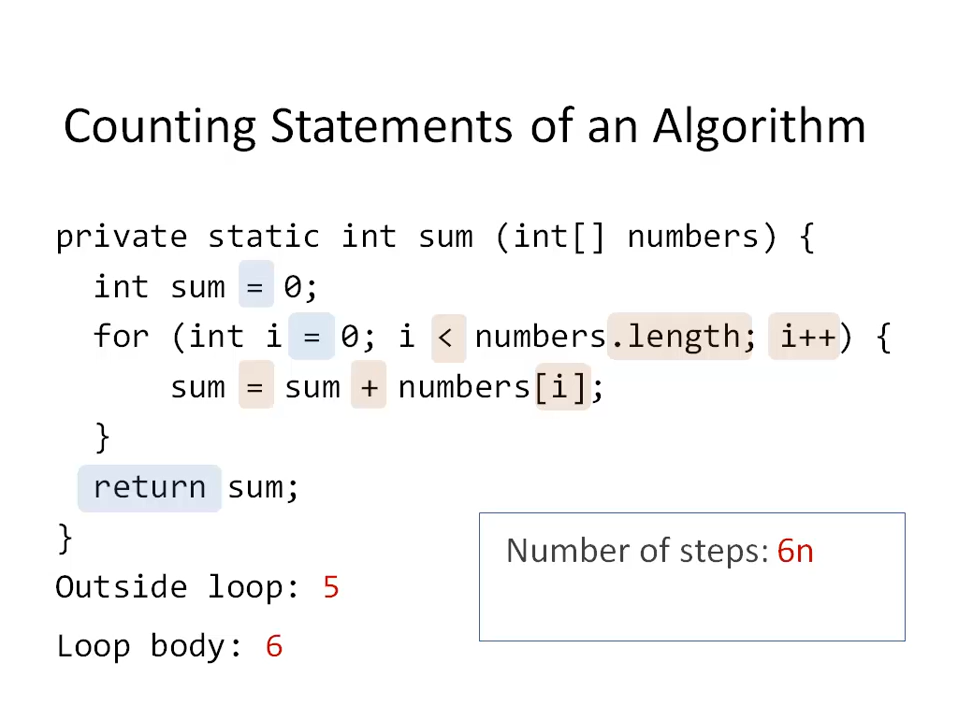 Counting Statements of an Algorithm
private static int sum (int[] numbers) {
int sum = 0;
for (int i = 0; i < numbers.length; i++) {
sum = sum + numbers[i];
}
return sum;
}
Number of steps: 6n
Outside loop: 5
Loop body: 6